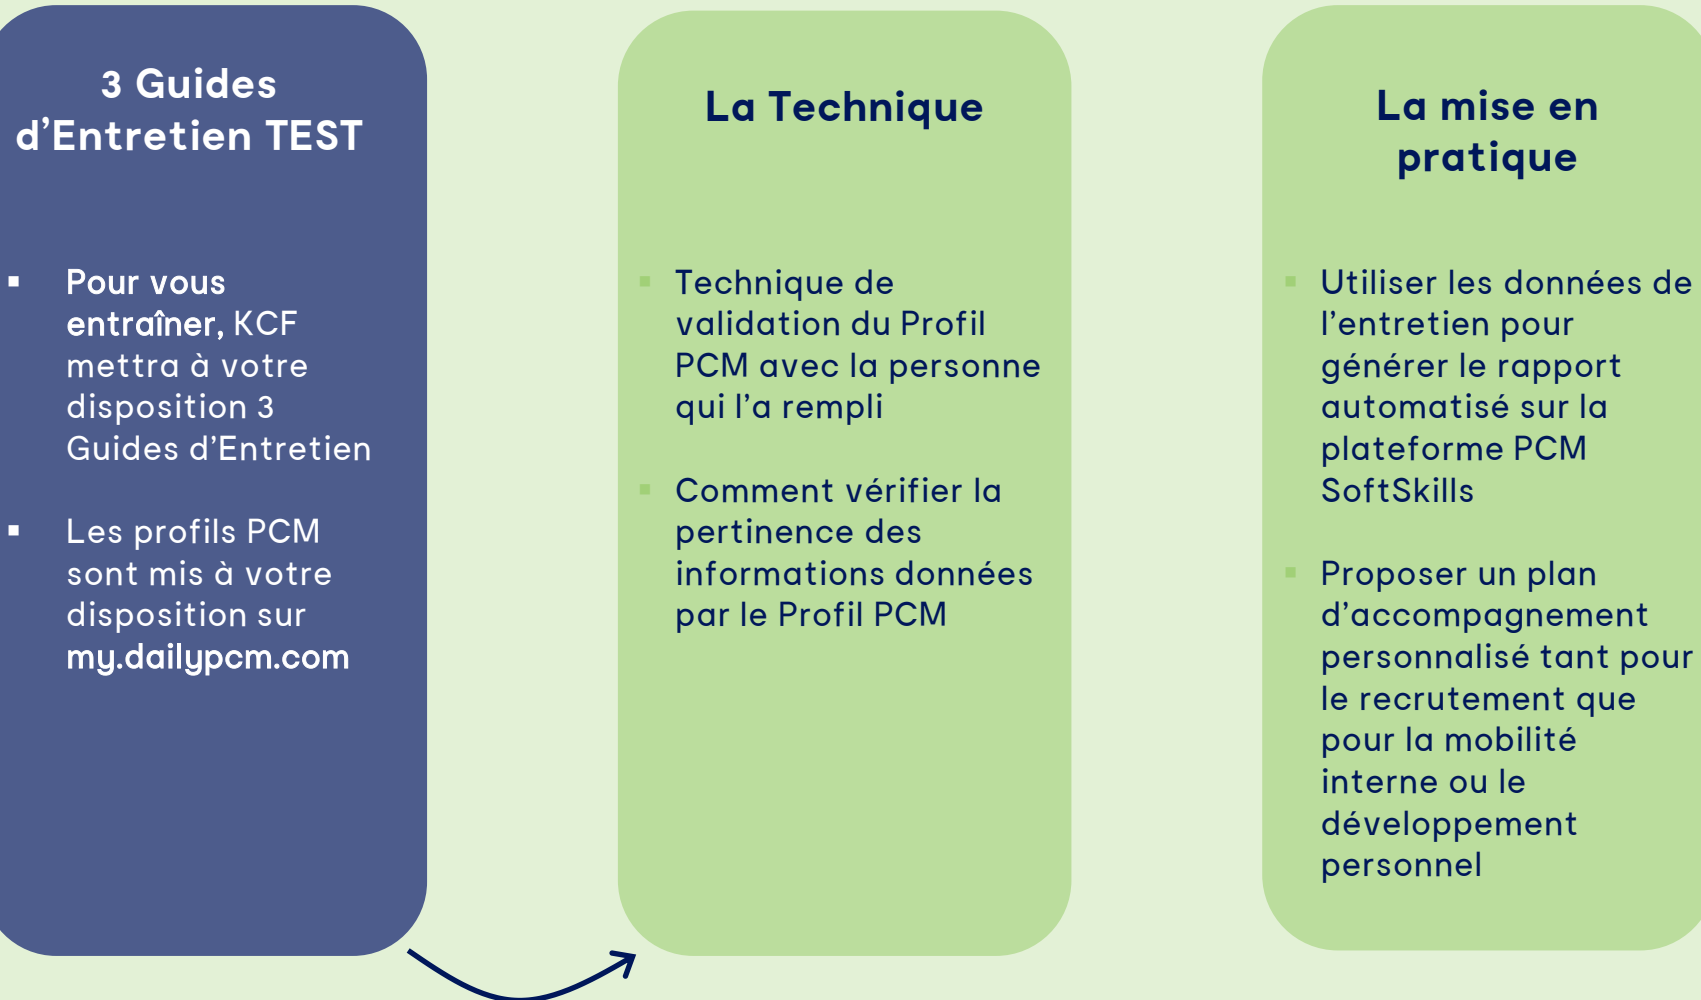 3 Guides
d’Entretien TEST
▪ Pour vous
entraîner, KCF
mettra à votre
disposition 3
Guides d’Entretien
▪ Les profils PCM
sont mis à votre
disposition sur
my.dailypcm.com
La Technique
▪ Technique de
validation du Profil
PCM avec la personne
qui l’a rempli
▪ Comment vérifier la
pertinence des
informations données
par le Profil PCM
La mise en
pratique
▪ Utiliser les données de
l’entretien pour
générer le rapport
automatisé sur la
plateforme PCM
SoftSkills
▪ Proposer un plan
d’accompagnement
personnalisé tant pour
le recrutement que
pour la mobilité
interne ou le
développement
personnel